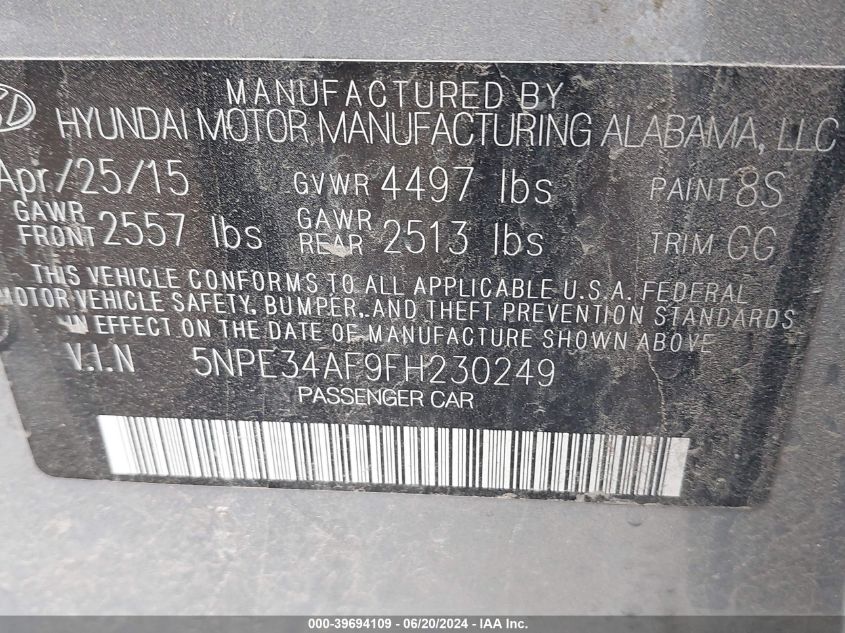 MANUFACTURED BY
HYUNDAI MOTOR MANUFACTURING ALABAMA, LLC
Apr/25/15 GVWR 4497 lbs PAINT 8S
GAWR FRONT 2557 lbs GAWR REAR 2513 lbs TRIM GG
THIS VEHICLE CONFORMS TO ALL APPLICABLE U.S.A. FEDERAL
MOTOR VEHICLE SAFETY, BUMPER, AND THEFT PREVENTION STANDARDS
IN EFFECT ON THE DATE OF MANUFACTURE SHOWN ABOVE.
V.I.N 5NPE34AF9FH230249
PASSENGER CAR
000-39694109 - 06/20/2024 - IAA Inc.